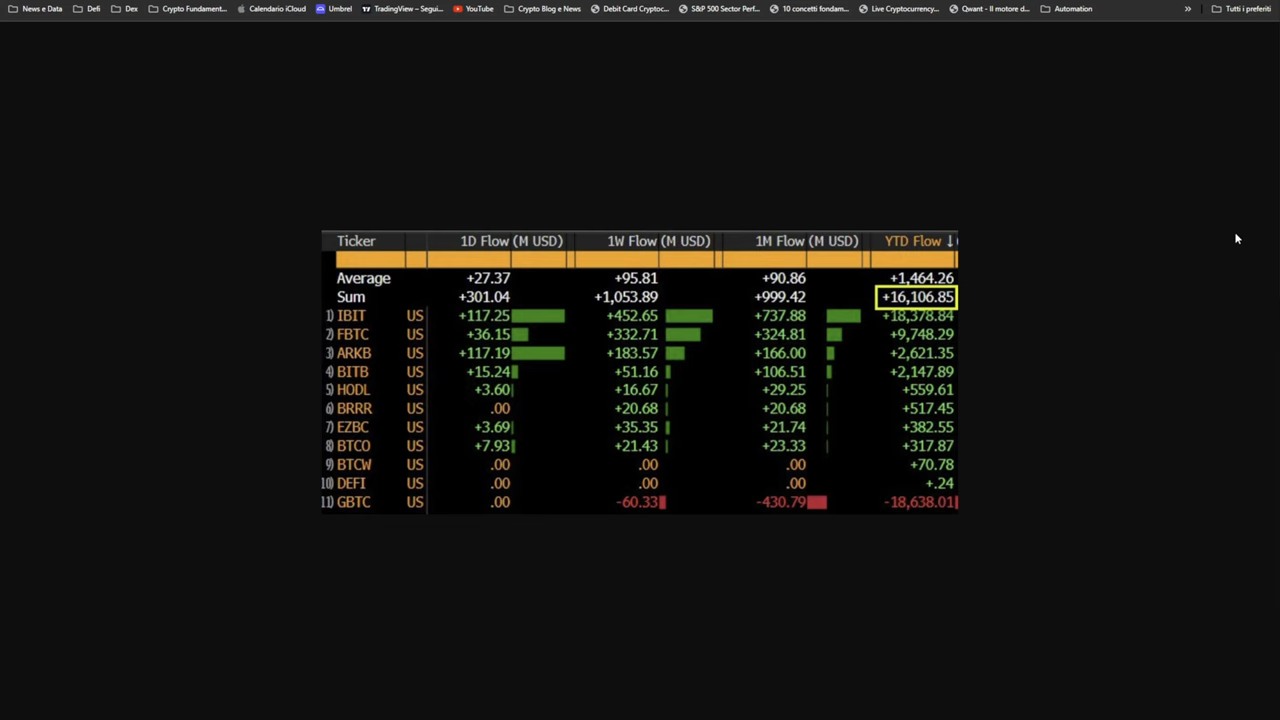 News e Data Defi Dex Crypto Fundament... Calendario iCloud Umbrel TradingView – Segui... YouTube Crypto Blog e News Debit Card Cryptoc... S&P 500 Sector Perf... 10 concetti fondam... Live Cryptocurrency... Qwant - Il motore d... Automation » Tutti i preferiti
Ticker 1D Flow (M USD) 1W Flow (M USD) 1M Flow (M USD) YTD Flow ↓(
Average +27.37 +95.81 +90.86 +1,464.26
Sum +301.04 +1,053.89 +999.42 +16,106.85
1) IBIT US +117.25 +452.65 +737.88 +18,378.84
2) FBTC US +36.15 +332.71 +324.81 +9,748.29
3) ARKB US +117.19 +183.57 +166.00 +2,621.35
4) BITB US +15.24 +51.16 +106.51 +2,147.89
5) HODL US +3.60 +16.67 +29.25 +559.61
6) BRRR US .00 +20.68 +20.68 +517.45
7) EZBC US +3.69 +35.35 +21.74 +382.55
8) BTCO US +7.93 +21.43 +23.33 +317.87
9) BTCW US .00 .00 .00 +70.78
10) DEFI US .00 .00 .00 +.24
11) GBTC US .00 -60.33 -430.79 -18,638.01